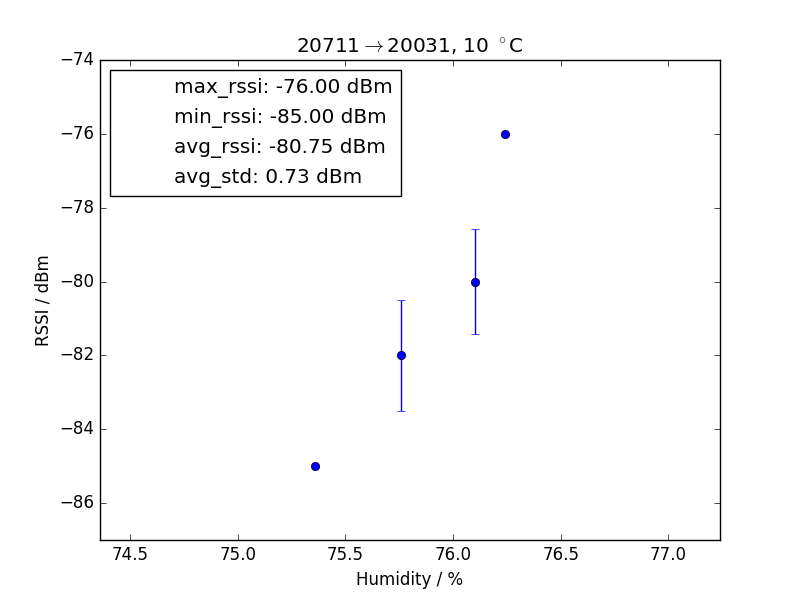 20711→20031, 10 °C
max_rssi: -76.00 dBm
min_rssi: -85.00 dBm
avg_rssi: -80.75 dBm
avg_std: 0.73 dBm
RSSI / dBm
−74
−76
−78
−80
−82
−84
−86
74.5 75.0 75.5 76.0 76.5 77.0
Humidity / %